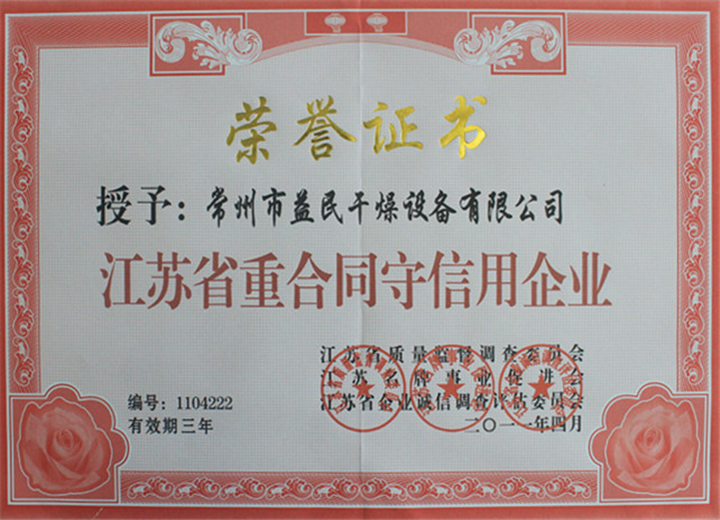 荣誉证书
授予：常州市益民干燥设备有限公司
江苏省重合同守信用企业
江苏省质量监督调查委员会
江苏名牌事业促进会
江苏省企业诚信调查评估委员会
二〇一一年四月
编号：1104222
有效期三年